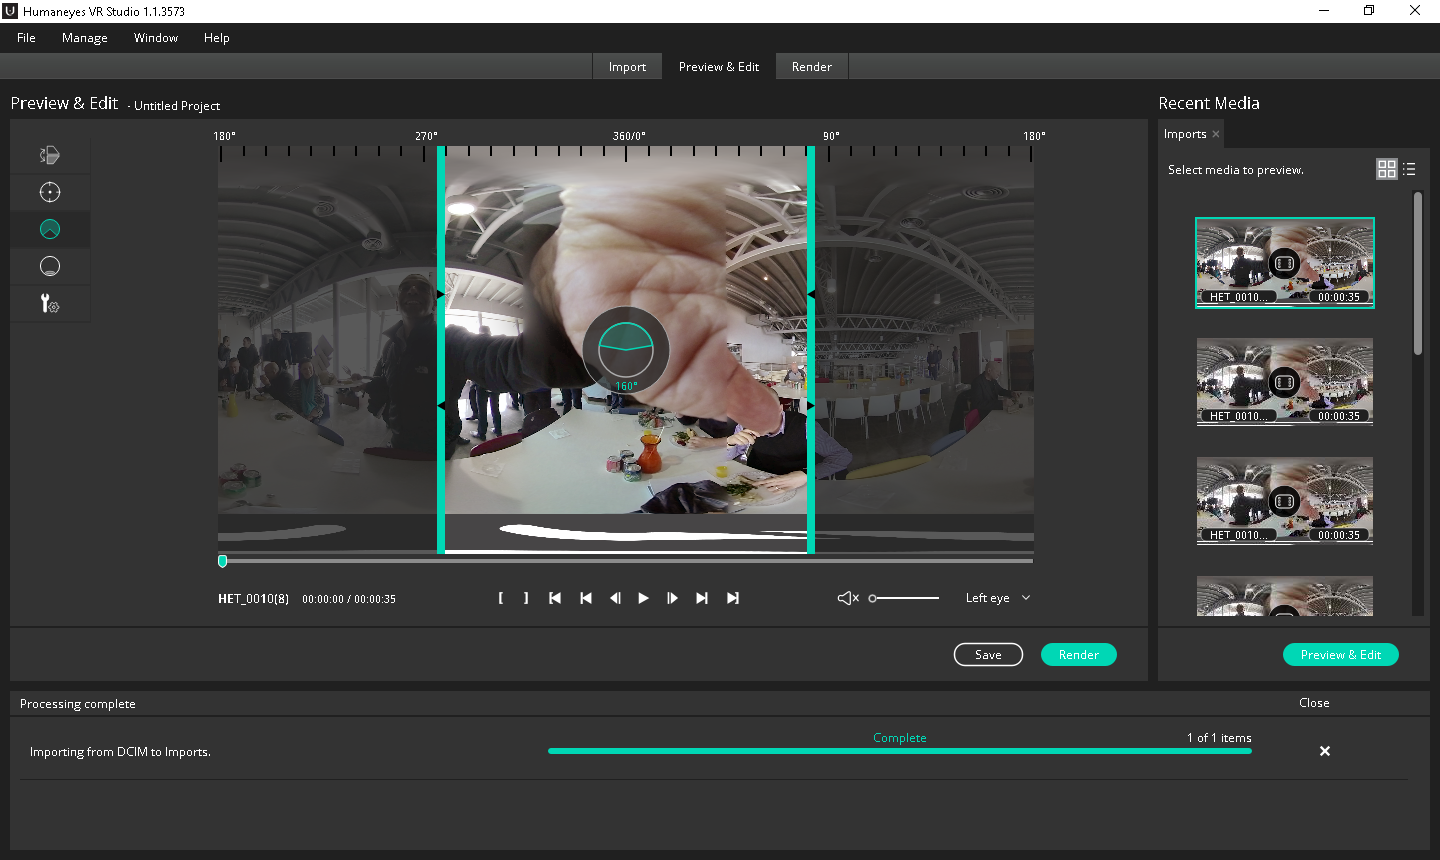 Humaneyes VR Studio 1.1.3573
File Manage Window Help
Import Preview & Edit Render
Preview & Edit - Untitled Project
180° 270° 360/0° 90° 180°
160°
HET_0010(8) 00:00:00 / 00:00:35
[ ]
Left eye
Save Render
Recent Media
Imports ×
Select media to preview.
HET_0010... 00:00:35
HET_0010... 00:00:35
HET_0010... 00:00:35
Preview & Edit
Processing complete Close
Importing from DCIM to Imports. Complete 1 of 1 items